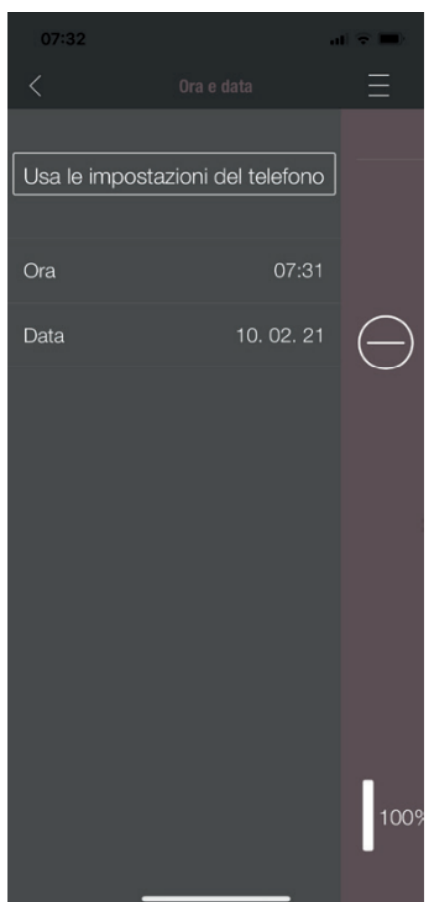 07:32
Ora e data
Usa le impostazioni del telefono
Ora 07:31
Data 10. 02. 21
100%